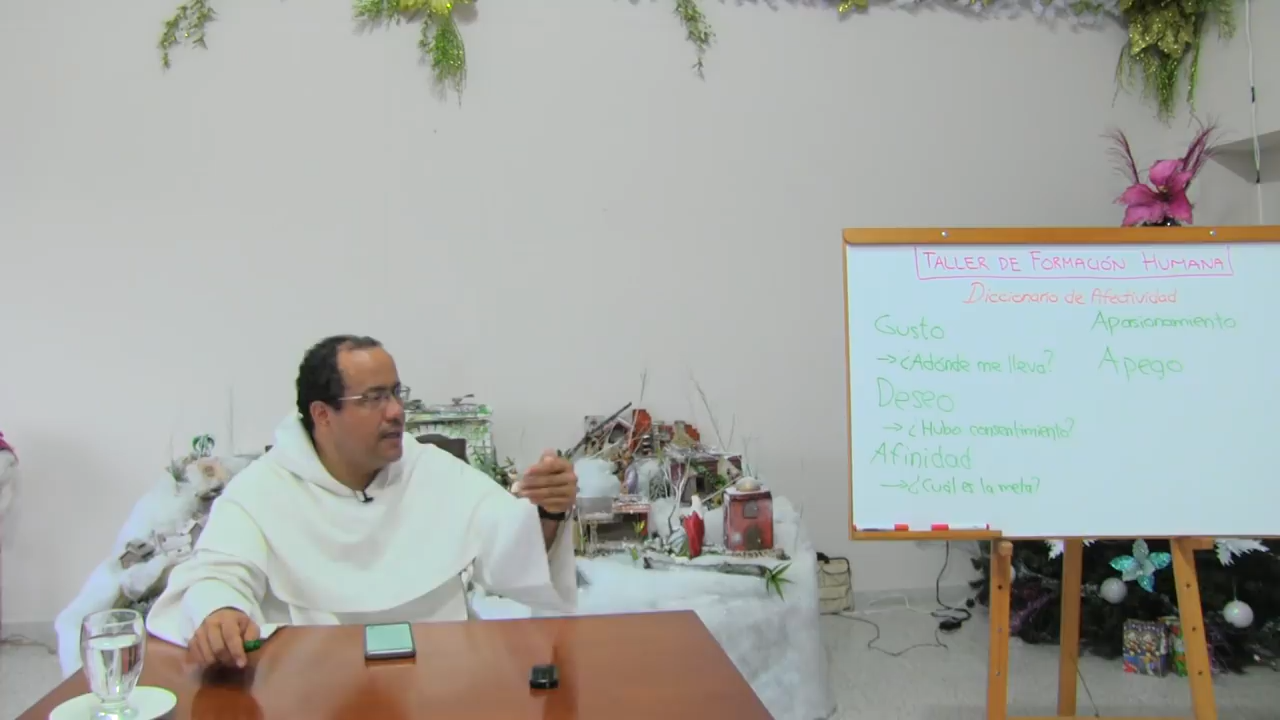 TALLER DE FORMACIÓN HUMANA
Diccionario de Afectividad
Gusto
→ ¿Adónde me lleva?
Deseo
→ ¿Hubo consentimiento?
Afinidad
→ ¿Cuál es la meta?
Apasionamiento
Apego